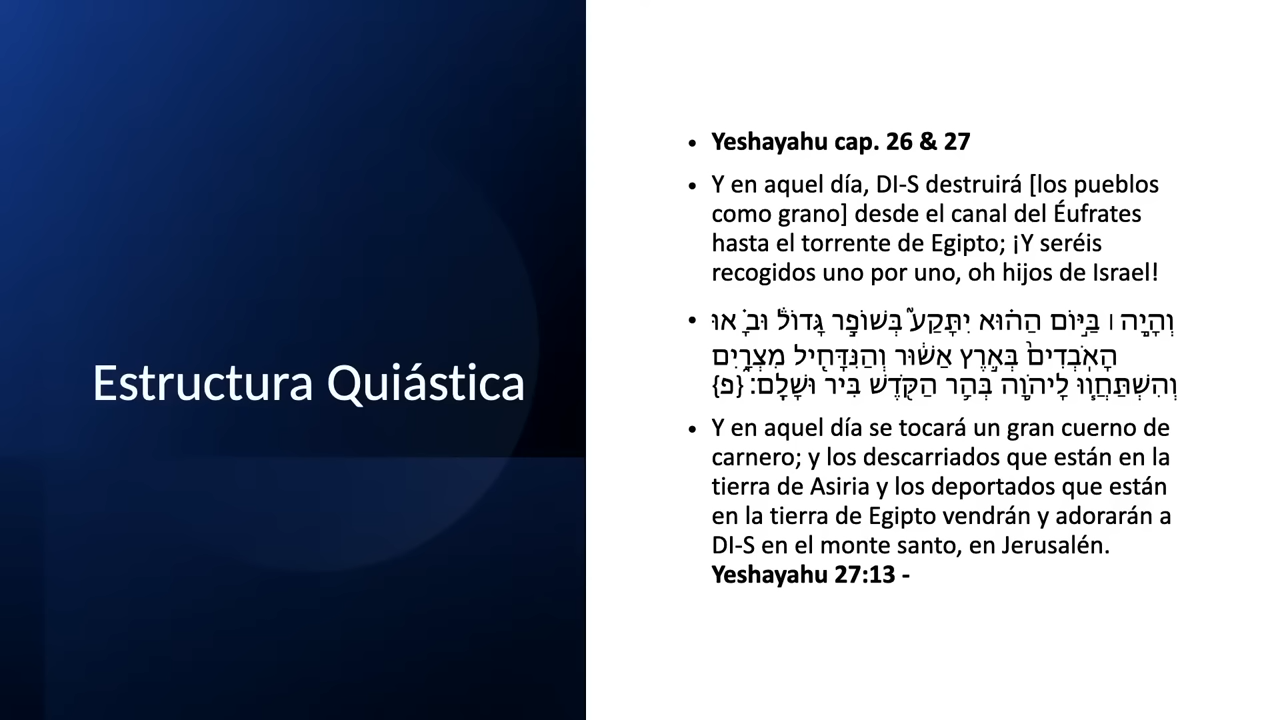 Estructura Quiástica
• Yeshayahu cap. 26 & 27
• Y en aquel día, DI-S destruirá [los pueblos
como grano] desde el canal del Éufrates
hasta el torrente de Egipto; ¡Y seréis
recogidos uno por uno, oh hijos de Israel!
• וְהָיָ֣ה ׀ בַּיּ֣וֹם הַה֗וּא יִתָּקַע֮ בְּשׁוֹפָ֣ר גָּדוֹל֒ וּבָ֗ אוּ
הָאֹֽבְדִים֙ בְּאֶ֣רֶץ אַשּׁ֔וּר וְהַנִּדָּחִ֖יל מִצְרָ֑יִם
וְהִשְׁתַּחֲו֧וּ לַיהֹוָ֛ה בְּהַ֥ר הַקֹּ֖דֶשׁ בִּיר וּשָׁלָֽם׃ {פ}
• Y en aquel día se tocará un gran cuerno de
carnero; y los descarriados que están en la
tierra de Asiria y los deportados que están
en la tierra de Egipto vendrán y adorarán a
DI-S en el monte santo, en Jerusalén.
Yeshayahu 27:13 -